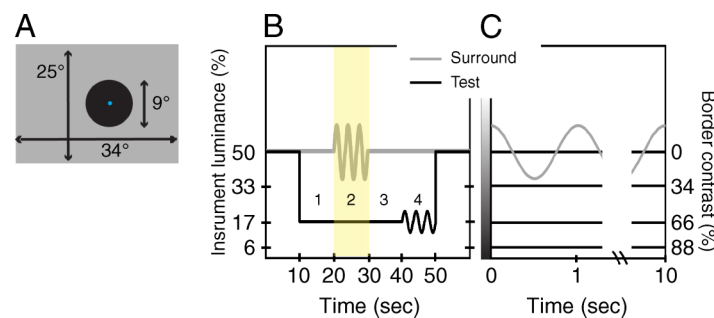 A
25°
9°
34°
B
Insrument luminance (%)
50
33
17
6
1
2
3
4
10
20
30
40
50
Time (sec)
Surround
Test
C
0
34
66
88
Border contrast (%)
0
1
10
Time (sec)